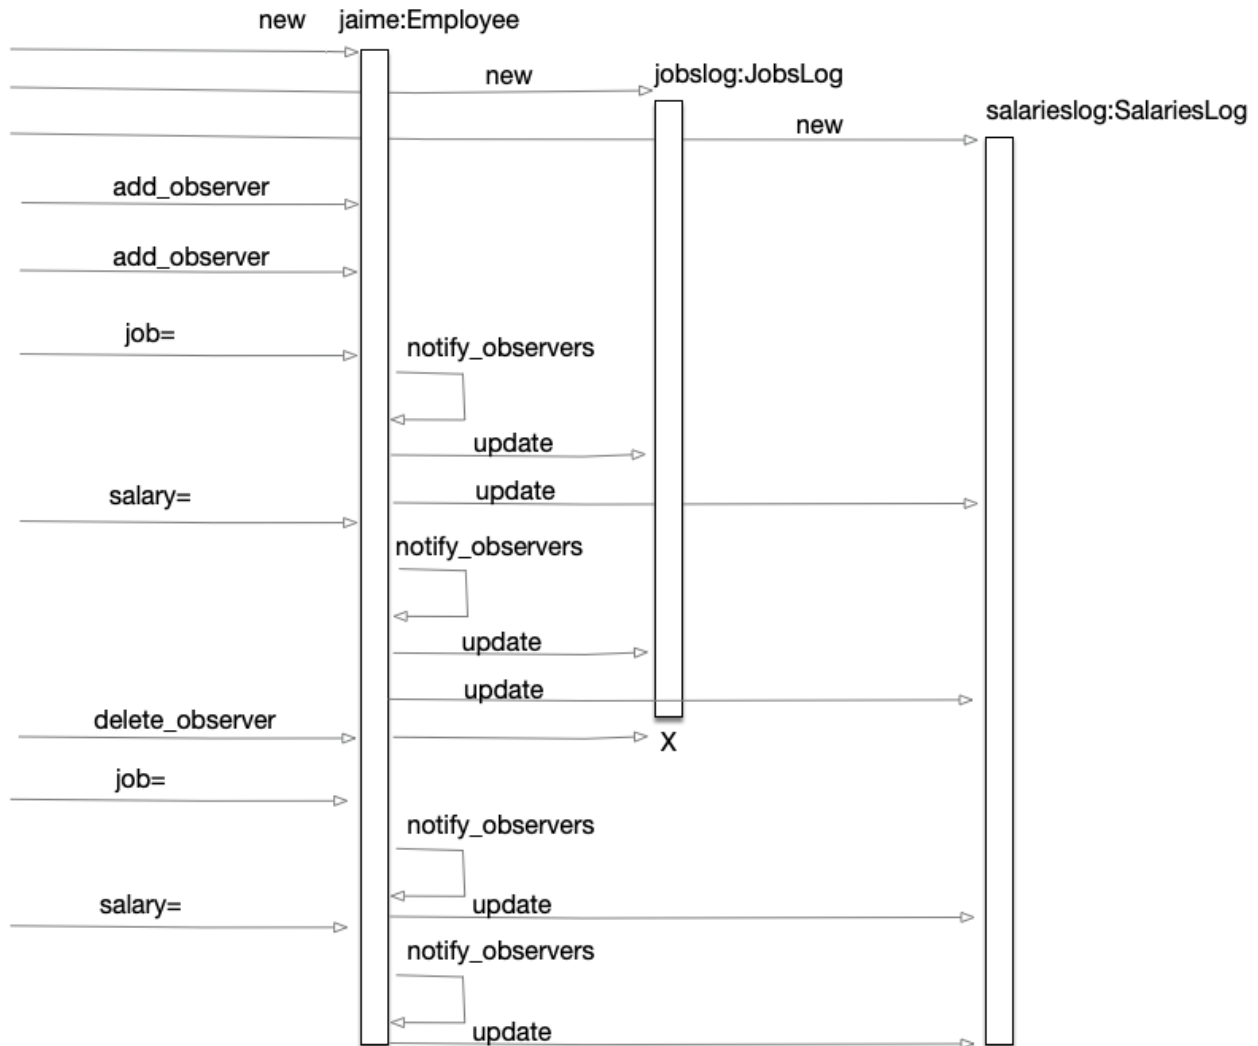 new jaime:Employee
new jobslog:JobsLog
new salarieslog:SalariesLog
add_observer
add_observer
job=
notify_observers
update
salary= update
notify_observers
update
update
delete_observer
X
job=
notify_observers
salary= update
notify_observers
update